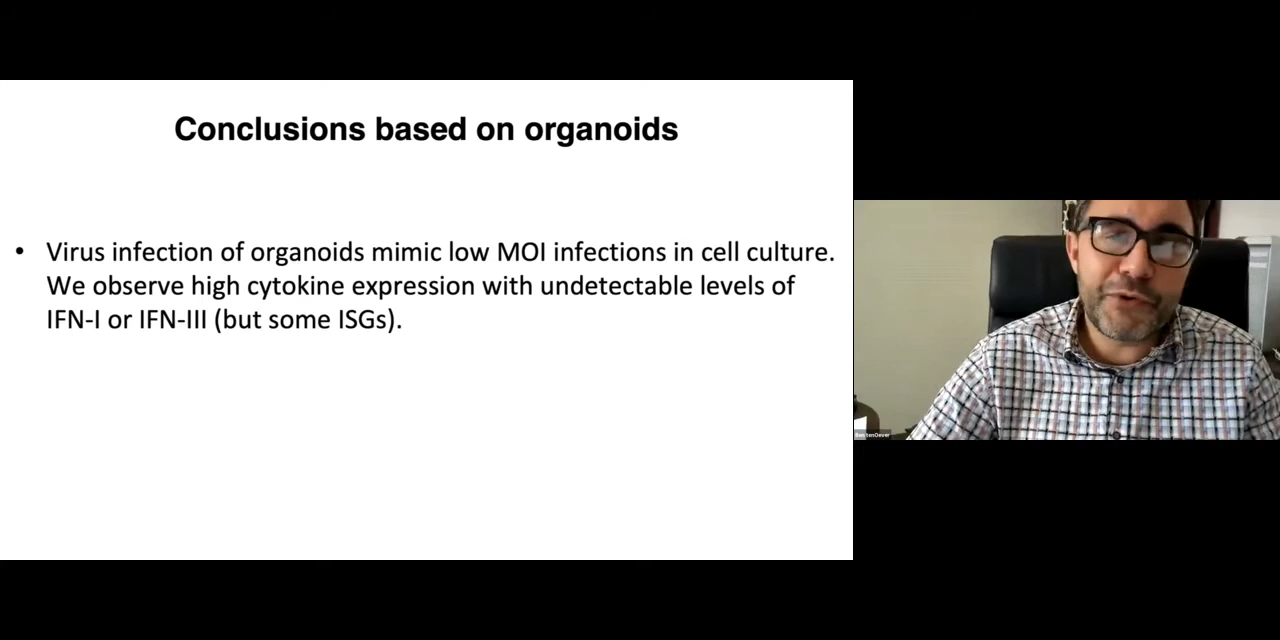 Conclusions based on organoids
• Virus infection of organoids mimic low MOI infections in cell culture.
We observe high cytokine expression with undetectable levels of
IFN-I or IFN-III (but some ISGs).
BentenOever